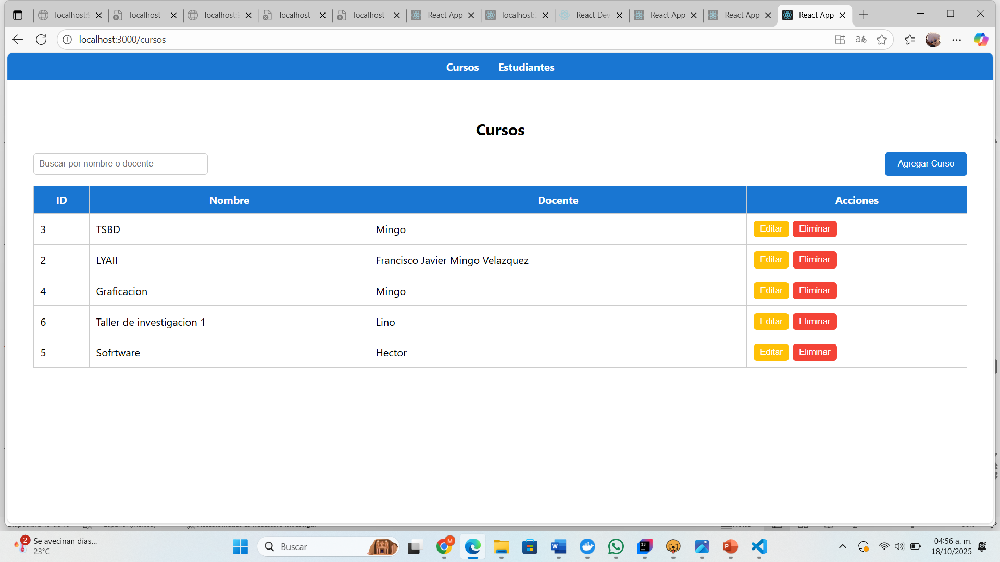 localhost:9
localhost
localhost:9
localhost
localhost
React App
localhost:3
React Dev
React App
React App
React App
localhost:3000/cursos
Cursos
Estudiantes
Cursos
Buscar por nombre o docente
Agregar Curso
ID Nombre Docente Acciones
3 TSBD Mingo Editar Eliminar
2 LYAII Francisco Javier Mingo Velazquez Editar Eliminar
4 Graficacion Mingo Editar Eliminar
6 Taller de investigacion 1 Lino Editar Eliminar
5 Sofrtware Hector Editar Eliminar
2
Se avecinan días...
23°C
Buscar
M
04:56 a. m.
18/10/2025